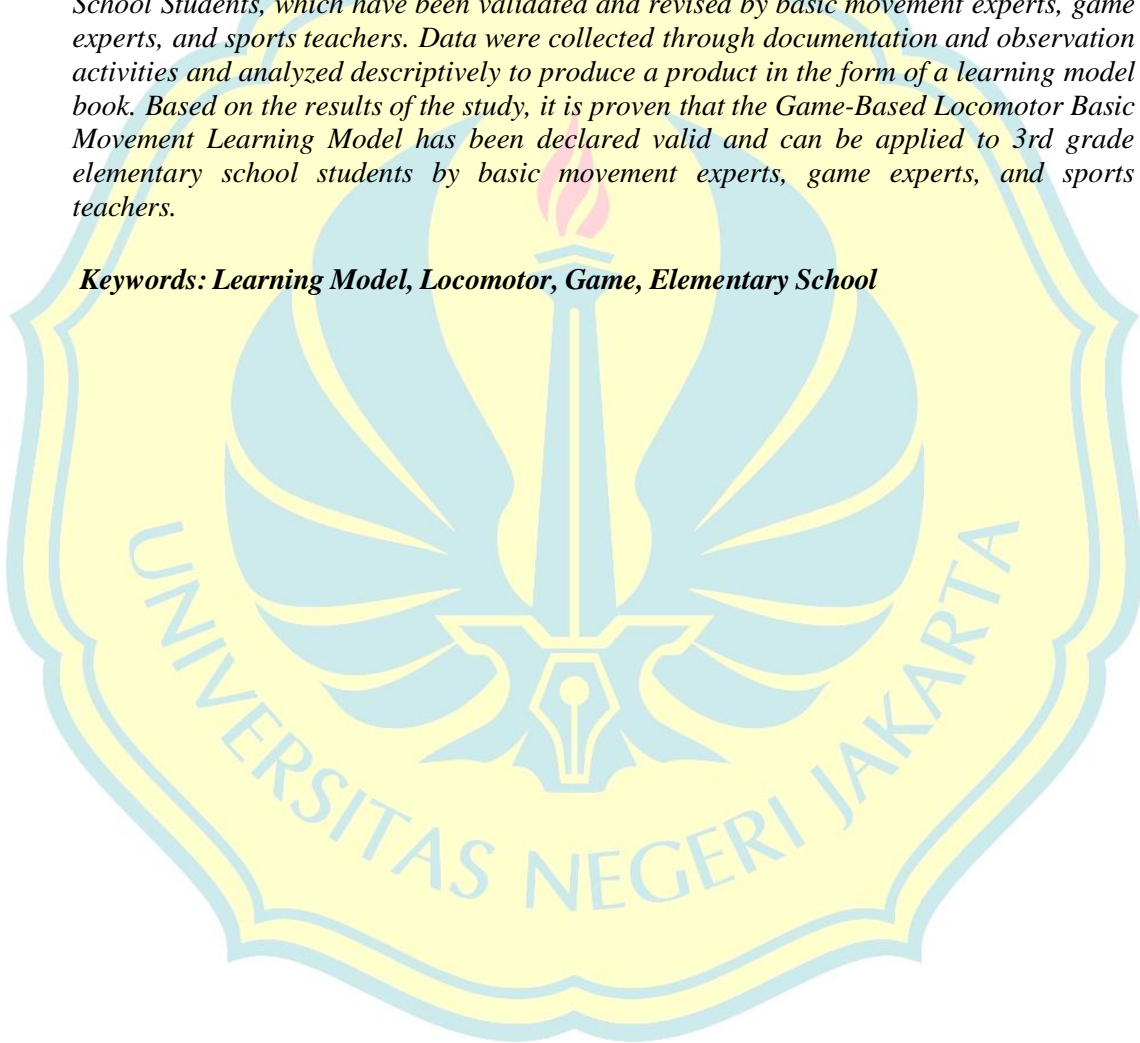 School Students, which have been validated and revised by basic movement experts, game
experts, and sports teachers. Data were collected through documentation and observation
activities and analyzed descriptively to produce a product in the form of a learning model
book. Based on the results of the study, it is proven that the Game-Based Locomotor Basic
Movement Learning Model has been declared valid and can be applied to 3rd grade
elementary school students by basic movement experts, game experts, and sports
teachers.
Keywords: Learning Model, Locomotor, Game, Elementary School
UNIVERSITAS NEGERI JAKARTA